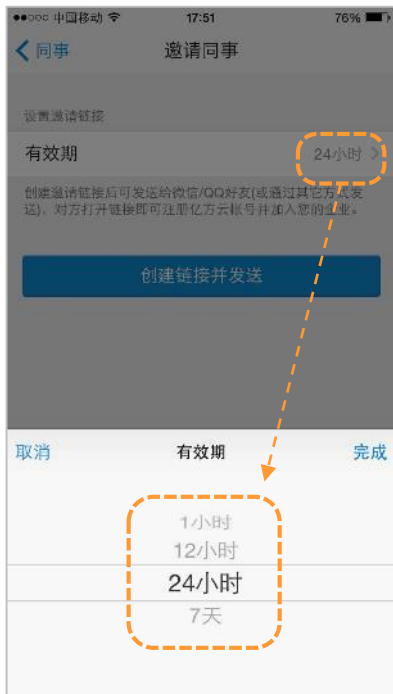 中国移动 17:51 76%
同事 邀请同事
设置邀请链接
有效期 24小时
创建邀请链接后可发送给微信/QQ好友(或通过其它方式发
送)，对方打开链接即可注册亿方云帐号并加入您的企业。
创建链接并发送
取消 有效期 完成
1小时
12小时
24小时
7天